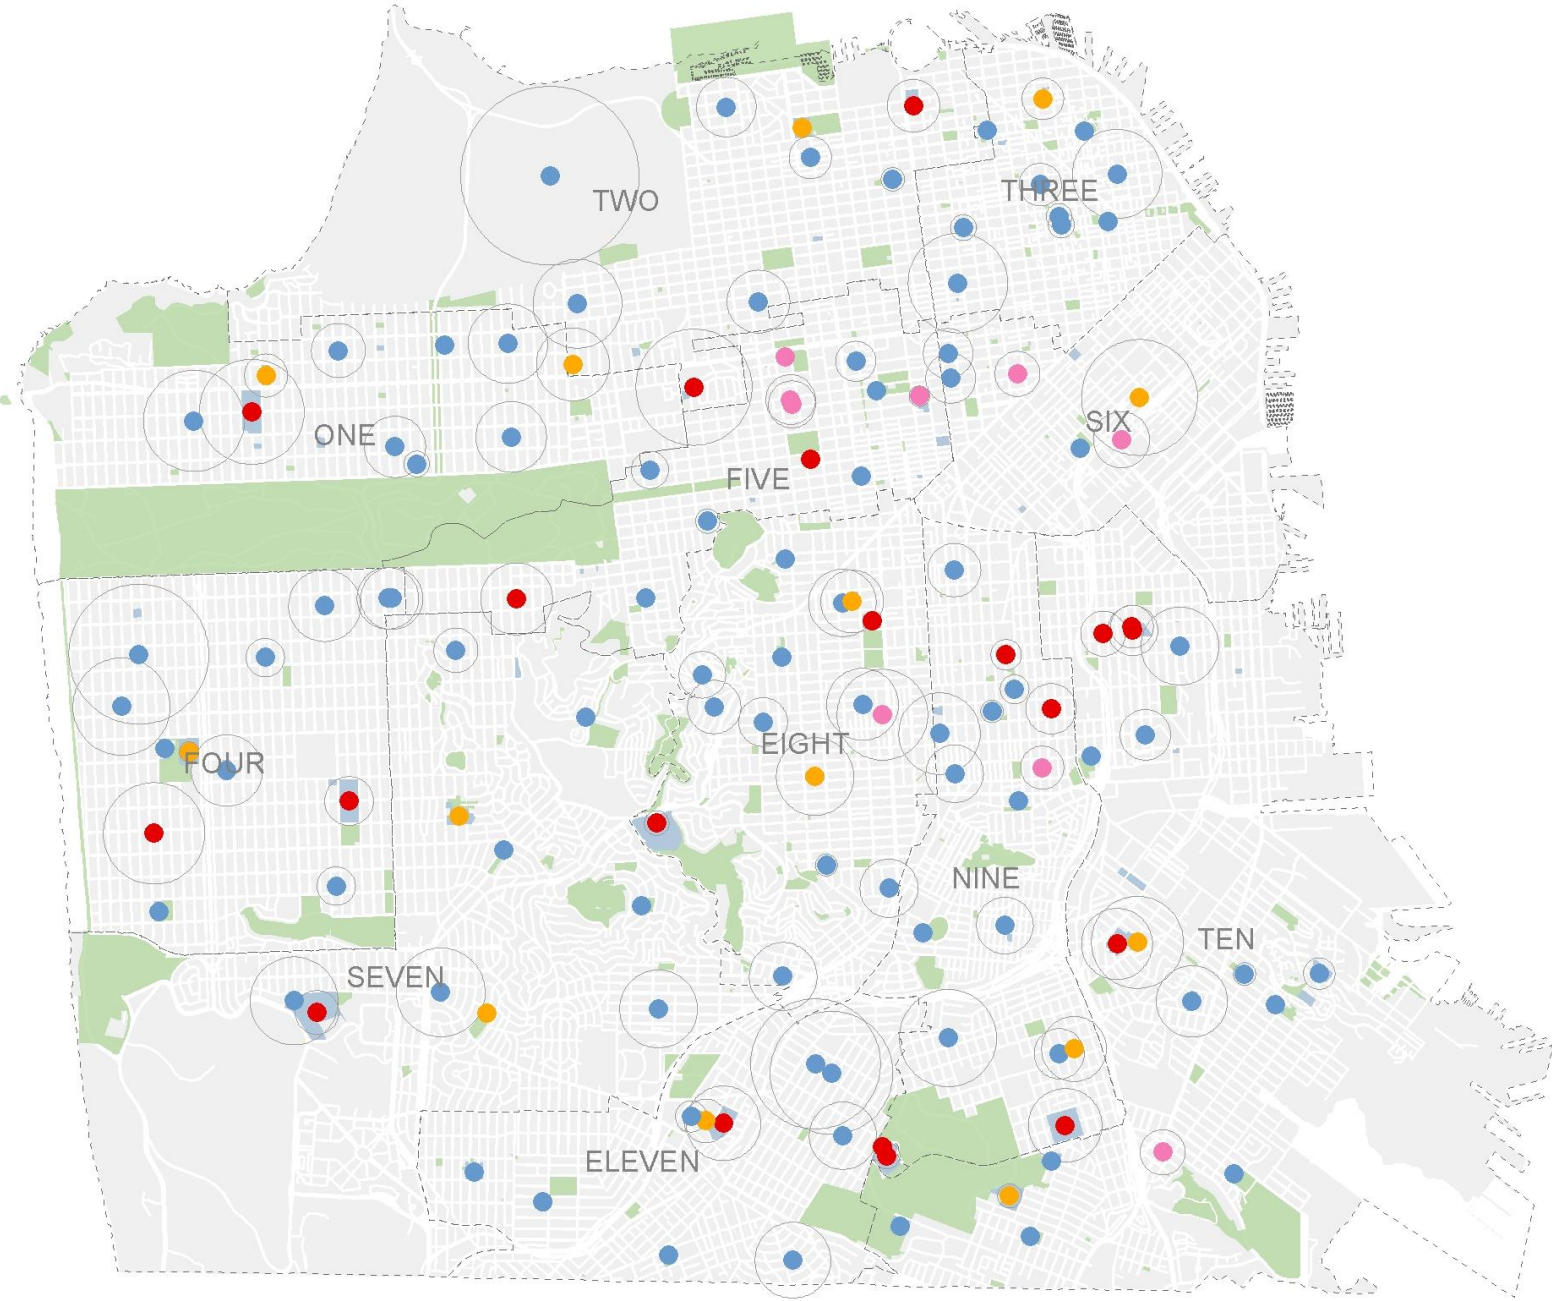 TWO
THREE
SIX
ONE
FIVE
EIGHT
FOUR
NINE
TEN
SEVEN
ELEVEN